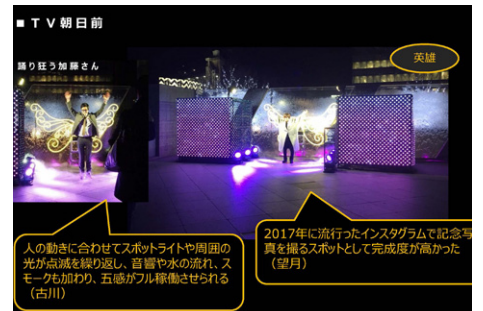 ■ＴＶ朝日前
踊り狂う加藤さん
英雄
人の動きに合わせてスポットライトや周囲の
光が点滅を繰り返し、音響や水の流れ、ス
モークも加わり、五感がフル稼働させられる
（古川）
2017年に流行ったインスタグラムで記念写
真を撮るスポットとして完成度が高かった
（望月）